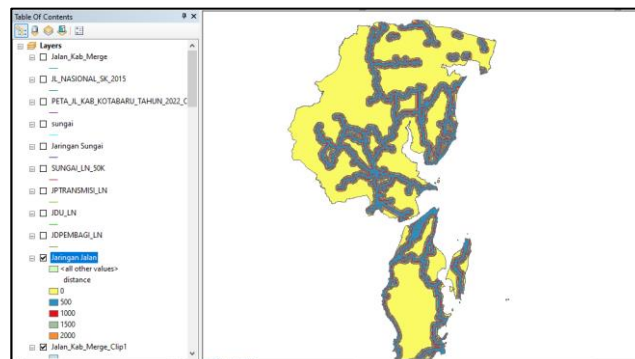 Table Of Contents
Layers
Jalan_Kab_Merge
JL_NASIONAL_SK_2015
PETA_JL_KAB_KOTABARU_TAHUN_2022_C
sungai
Jaringan Sungai
SUNGAI_LN_50K
JPTRANSMISI_LN
JDU_LN
JDPEMBAGI_LN
Jaringan Jalan
<all other values>
distance
0
500
1000
1500
2000
Jalan_Kab_Merge_Clip1